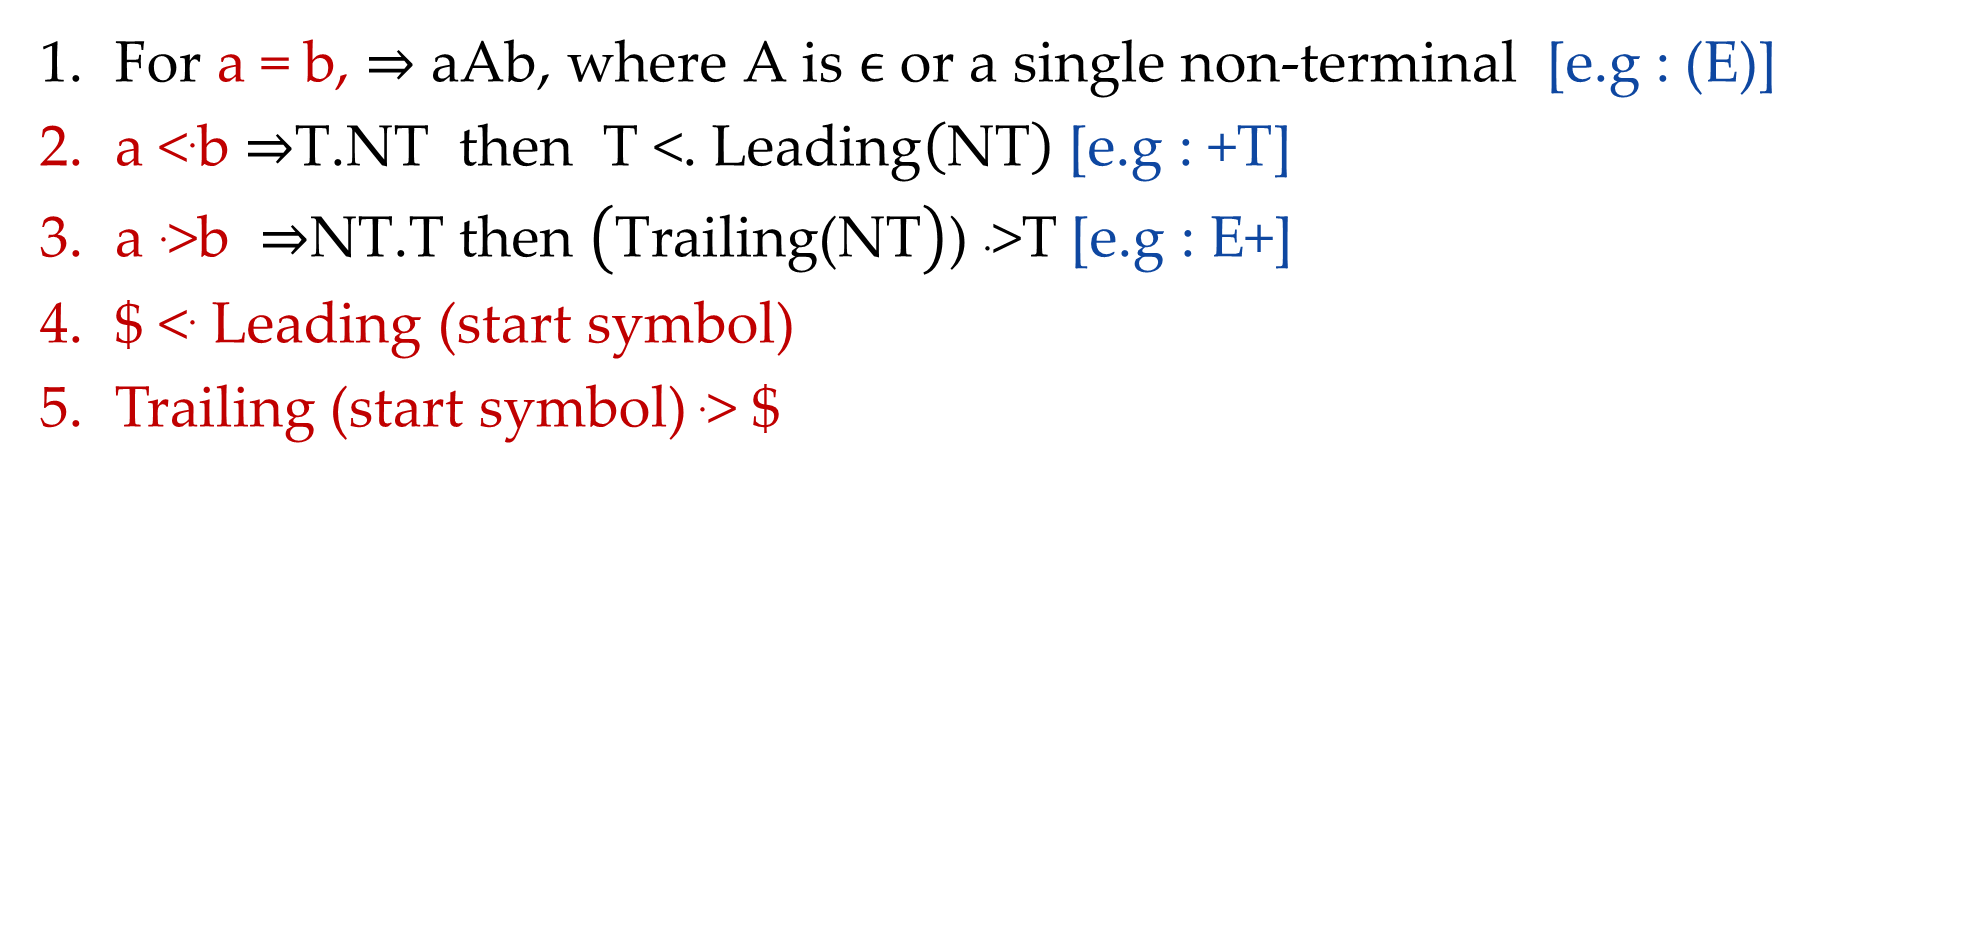 1. For a = b, ⇒ aAb, where A is ϵ or a single non-terminal [e.g : (E)]
2. a <·b ⇒T.NT then T <. Leading(NT) [e.g : +T]
3. a ·>b ⇒NT.T then (Trailing(NT)) .>T [e.g : E+]
4. $ <· Leading (start symbol)
5. Trailing (start symbol) ·> $